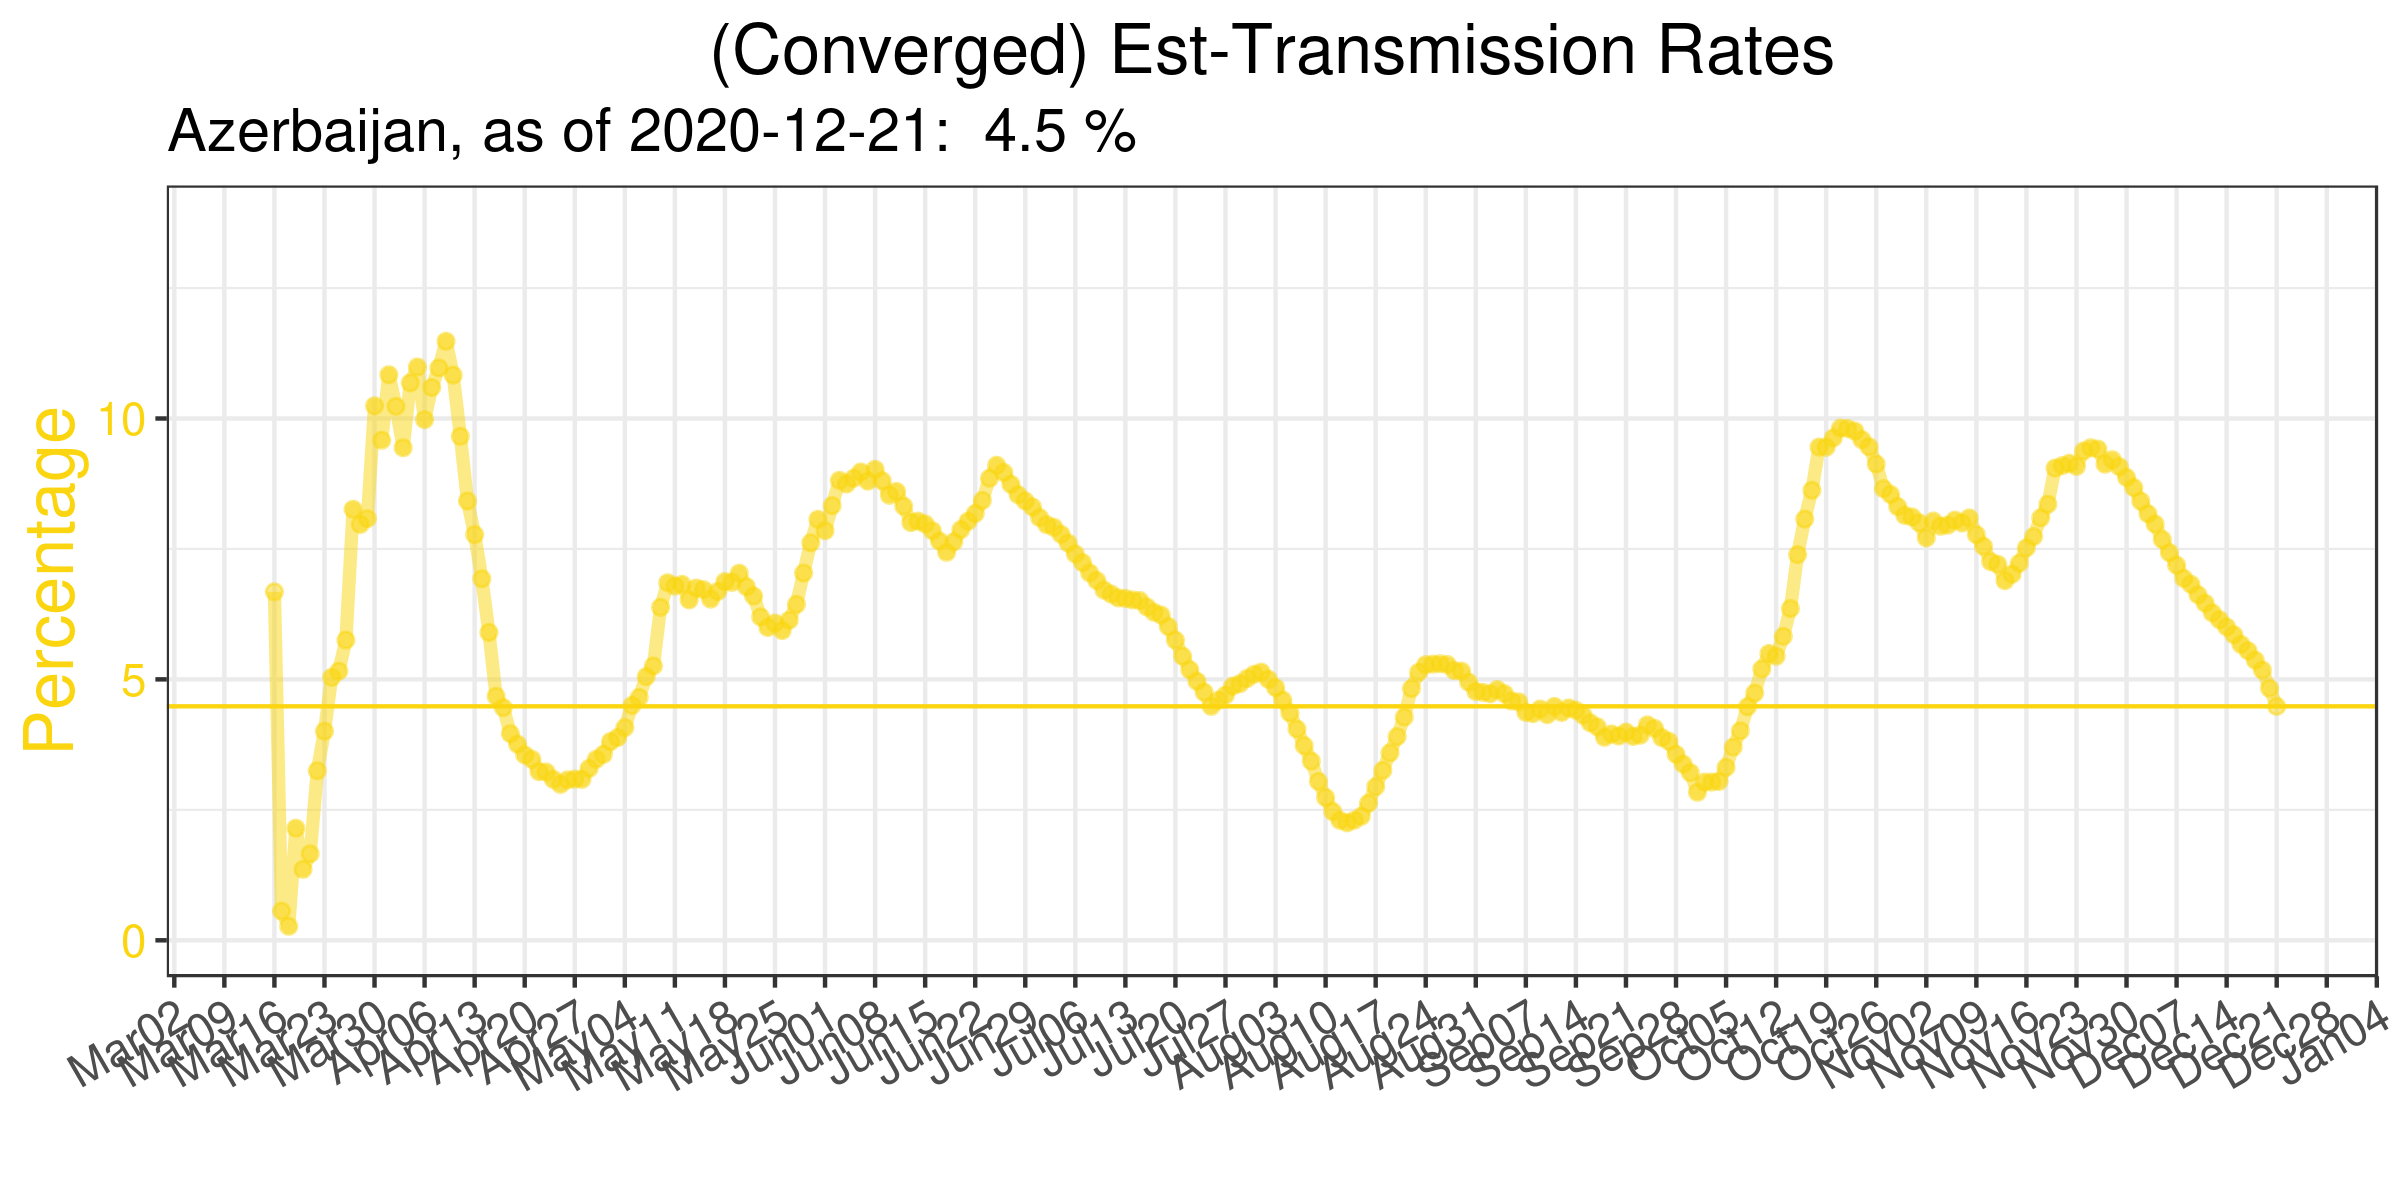 (Converged) Est-Transmission Rates
Azerbaijan, as of 2020-12-21:  4.5 %
Percentage
10
5
0
Mar02
Mar09
Mar16
Mar23
Mar30
Apr06
Apr13
Apr20
Apr27
May04
May11
May18
May25
Jun01
Jun08
Jun15
Jun22
Jun29
Jul06
Jul13
Jul20
Jul27
Aug03
Aug10
Aug17
Aug24
Aug31
Sep07
Sep14
Sep21
Sep28
Oct05
Oct12
Oct19
Oct26
Nov02
Nov09
Nov16
Nov23
Nov30
Dec07
Dec14
Dec21
Dec28
Jan04